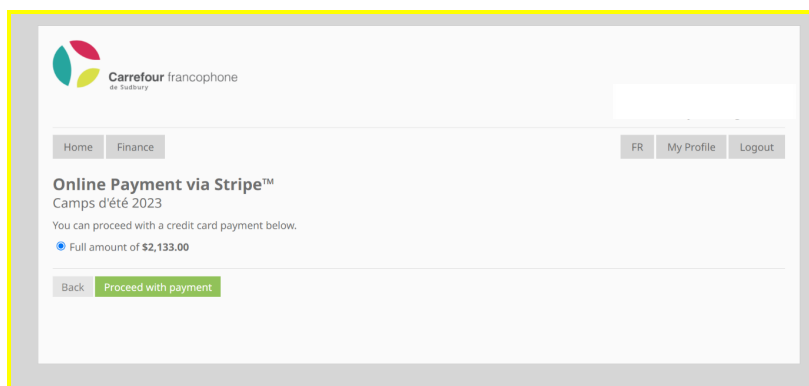 Carrefour francophone
de Sudbury
Home Finance FR My Profile Logout
Online Payment via Stripe™
Camps d'été 2023
You can proceed with a credit card payment below.
Full amount of $2,133.00
Back Proceed with payment